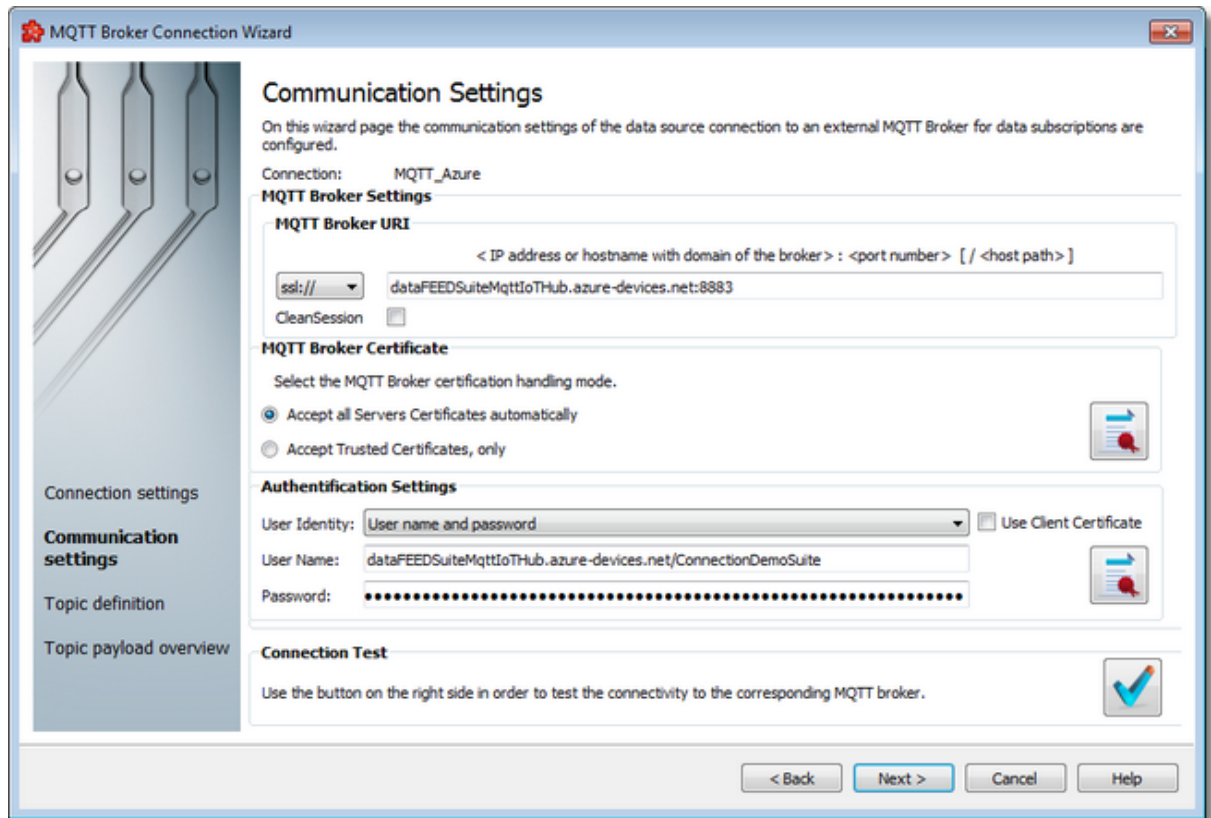 MQTT Broker Connection Wizard
Communication Settings
On this wizard page the communication settings of the data source connection to an external MQTT Broker for data subscriptions are
configured.
Connection: MQTT_Azure
MQTT Broker Settings
MQTT Broker URI
< IP address or hostname with domain of the broker> : <port number> [ / <host path> ]
ssl:// dataFEEDSuiteMqttIoTHub.azure-devices.net:8883
CleanSession
MQTT Broker Certificate
Select the MQTT Broker certification handling mode.
Accept all Servers Certificates automatically
Accept Trusted Certificates, only
Authentification Settings
User Identity: User name and password Use Client Certificate
User Name: dataFEEDSuiteMqttIoTHub.azure-devices.net/ConnectionDemoSuite
Password:
Connection Test
Use the button on the right side in order to test the connectivity to the corresponding MQTT broker.
Connection settings
Communication
settings
Topic definition
Topic payload overview
< Back Next > Cancel Help